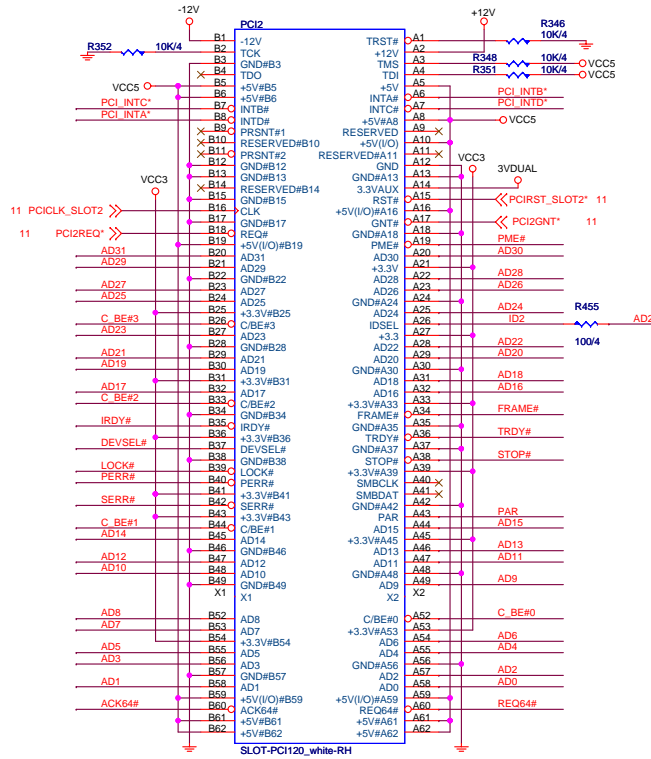 -12V
+12V
PCI2
R346
10K/4
R352
10K/4
R348
10K/4
R351
10K/4
VCC5
VCC5
VCC5
VCC5
B1 -12V TRST# A1
B2 TCK +12V A2
B3 GND#B3 TMS A3
B4 TDO TDI A4
B5 +5V#B5 +5V A5
B6 +5V#B6 INTA# A6 PCI_INTB*
PCI_INTC* B7 INTB# INTC# A7 PCI_INTD*
PCI_INTA* B8 INTD# +5V#A8 A8
B9 PRSNT#1 RESERVED A9
B10 RESERVED#B10 +5V(I/O) A10
B11 PRSNT#2 RESERVED#A11 A11
B12 GND#B12 GND A12
B13 GND#B13 GND#A13 A13
VCC3
VCC3
3VDUAL
B14 RESERVED#B14 3.3VAUX A14
B15 GND#B15 RST# A15 PCIRST_SLOT2* 11
11 PCICLK_SLOT2 B16 CLK +5V(I/O)#A16 A16
B17 GND#B17 GNT# A17 PCI2GNT* 11
11 PCI2REQ* B18 REQ# GND#A18 A18
B19 +5V(I/O)#B19 PME# A19 PME#
AD31 B20 AD31 AD30 A20 AD30
AD29 B21 AD29 +3.3V A21
B22 GND#B22 AD28 A22 AD28
AD27 B23 AD27 AD26 A23 AD26
AD25 B24 AD25 GND#A24 A24
B25 +3.3V#B25 AD24 A25 AD24
C_BE#3 B26 C/BE#3 IDSEL A26 ID2 R455 100/4 AD2
AD23 B27 AD23 +3.3 A27
B28 GND#B28 AD22 A28 AD22
AD21 B29 AD21 AD20 A29 AD20
AD19 B30 AD19 GND#A30 A30
B31 +3.3V#B31 AD18 A31 AD18
AD17 B32 AD17 AD16 A32 AD16
C_BE#2 B33 C/BE#2 +3.3V#A33 A33
B34 GND#B34 FRAME# A34 FRAME#
IRDY# B35 IRDY# GND#A35 A35
B36 +3.3V#B36 TRDY# A36 TRDY#
DEVSEL# B37 DEVSEL# GND#A37 A37
B38 GND#B38 STOP# A38 STOP#
LOCK# B39 LOCK# +3.3V#A39 A39
PERR# B40 PERR# SMBCLK A40
B41 +3.3V#B41 SMBDAT A41
SERR# B42 SERR# GND#A42 A42
B43 +3.3V#B43 PAR A43 PAR
C_BE#1 B44 C/BE#1 AD15 A44 AD15
AD14 B45 AD14 +3.3V#A45 A45
B46 GND#B46 AD13 A46 AD13
AD12 B47 AD12 AD11 A47 AD11
AD10 B48 AD10 GND#A48 A48
B49 GND#B49 AD9 A49 AD9
X1 X1 X2 X2
AD8 B52 AD8 C/BE#0 A52 C_BE#0
AD7 B53 AD7 +3.3V#A53 A53
B54 +3.3V#B54 AD6 A54 AD6
AD5 B55 AD5 AD4 A55 AD4
AD3 B56 AD3 GND#A56 A56
B57 GND#B57 AD2 A57 AD2
AD1 B58 AD1 AD0 A58 AD0
B59 +5V(I/O)#B59 +5V(I/O)#A59 A59
ACK64# B60 ACK64# REQ64# A60 REQ64#
B61 +5V#B61 +5V#A61 A61
B62 +5V#B62 +5V#A62 A62
SLOT-PCI120_white-RH